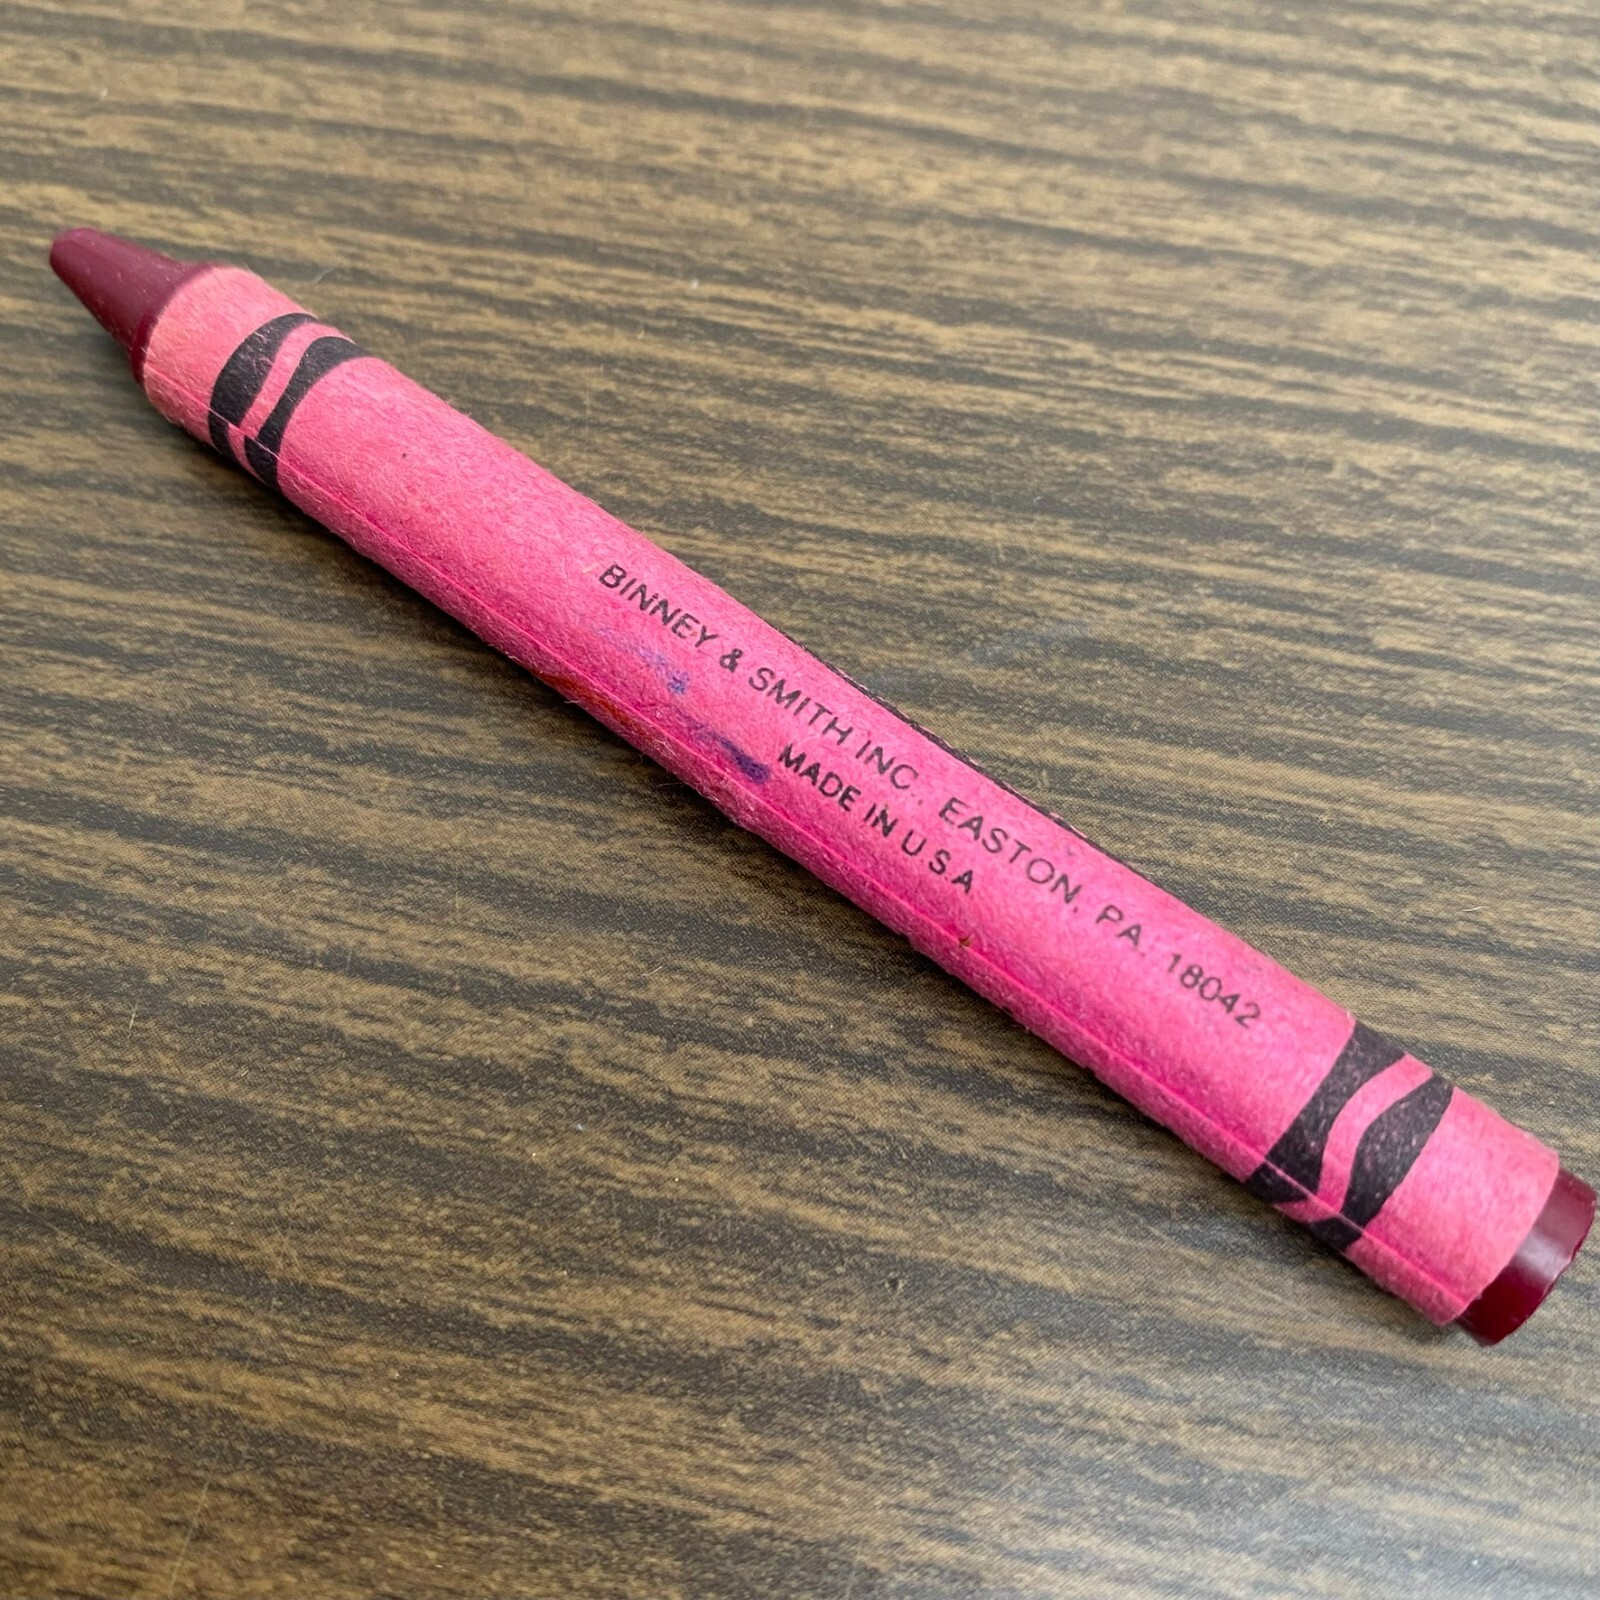 BINNEY & SMITH INC. EASTON, PA. 18042
MADE IN U S A